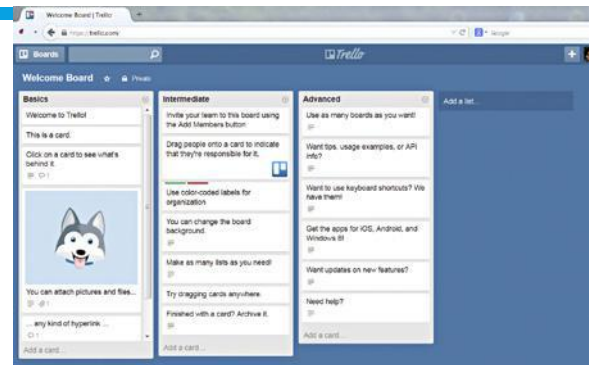 Welcome Board | Trello
https://trello.com/
Google
Boards
Trello
Welcome Board
Private
Basics
Welcome to Trello!
This is a card.
Click on a card to see what's
behind it.
1
You can attach pictures and files...
1
... any kind of hyperlink ...
1
Add a card...
Intermediate
Invite your team to this board using
the Add Members button
Drag people onto a card to indicate
that they're responsible for it.
Use color-coded labels for
organization
You can change the board
background.
Make as many lists as you need!
Try dragging cards anywhere.
Finished with a card? Archive it.
Add a card...
Advanced
Use as many boards as you want!
Want tips, usage examples, or API
info?
Want to use keyboard shortcuts? We
have them!
Get the apps for iOS, Android, and
Windows 8!
Want updates on new features?
Need help?
Add a card...
Add a list...